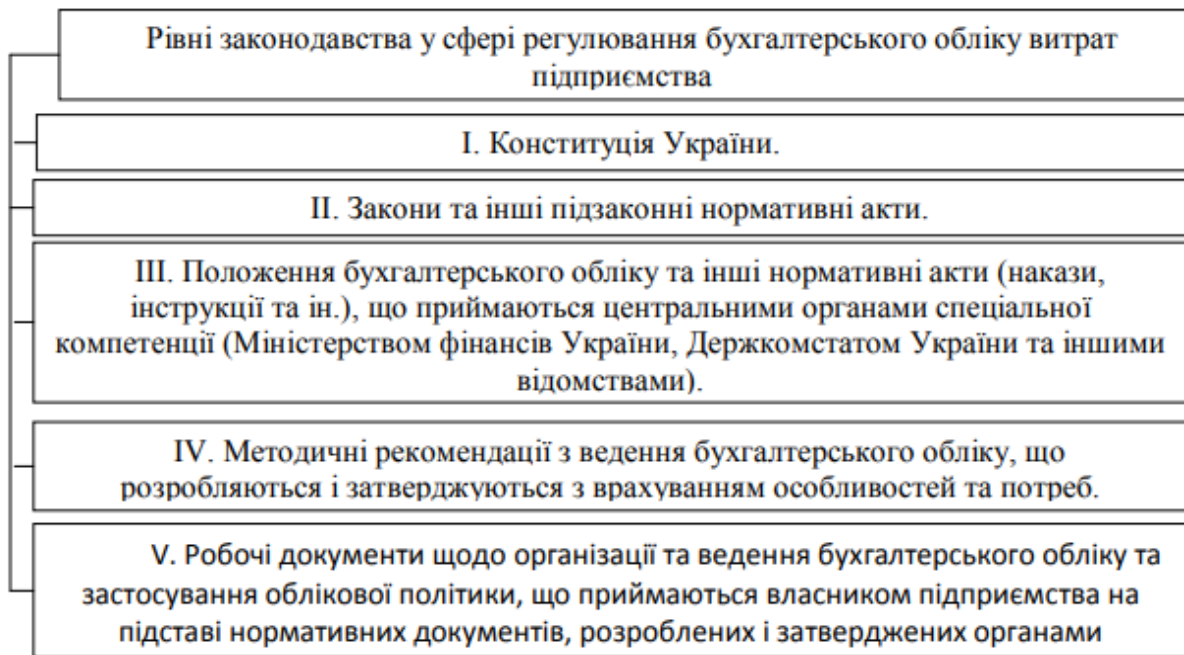 Рівні законодавства у сфері регулювання бухгалтерського обліку витрат
підприємства
І. Конституція України.
ІІ. Закони та інші підзаконні нормативні акти.
ІІІ. Положення бухгалтерського обліку та інші нормативні акти (накази,
інструкції та ін.), що приймаються центральними органами спеціальної
компетенції (Міністерством фінансів України, Держкомстатом України та іншими
відомствами).
IV. Методичні рекомендації з ведення бухгалтерського обліку, що
розробляються і затверджуються з врахуванням особливостей та потреб.
V. Робочі документи щодо організації та ведення бухгалтерського обліку та
застосування облікової політики, що приймаються власником підприємства на
підставі нормативних документів, розроблених і затверджених органами